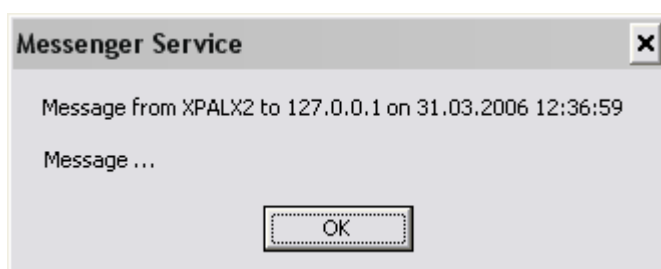 Messenger Service
Message from XPALX2 to 127.0.0.1 on 31.03.2006 12:36:59
Message ...
OK